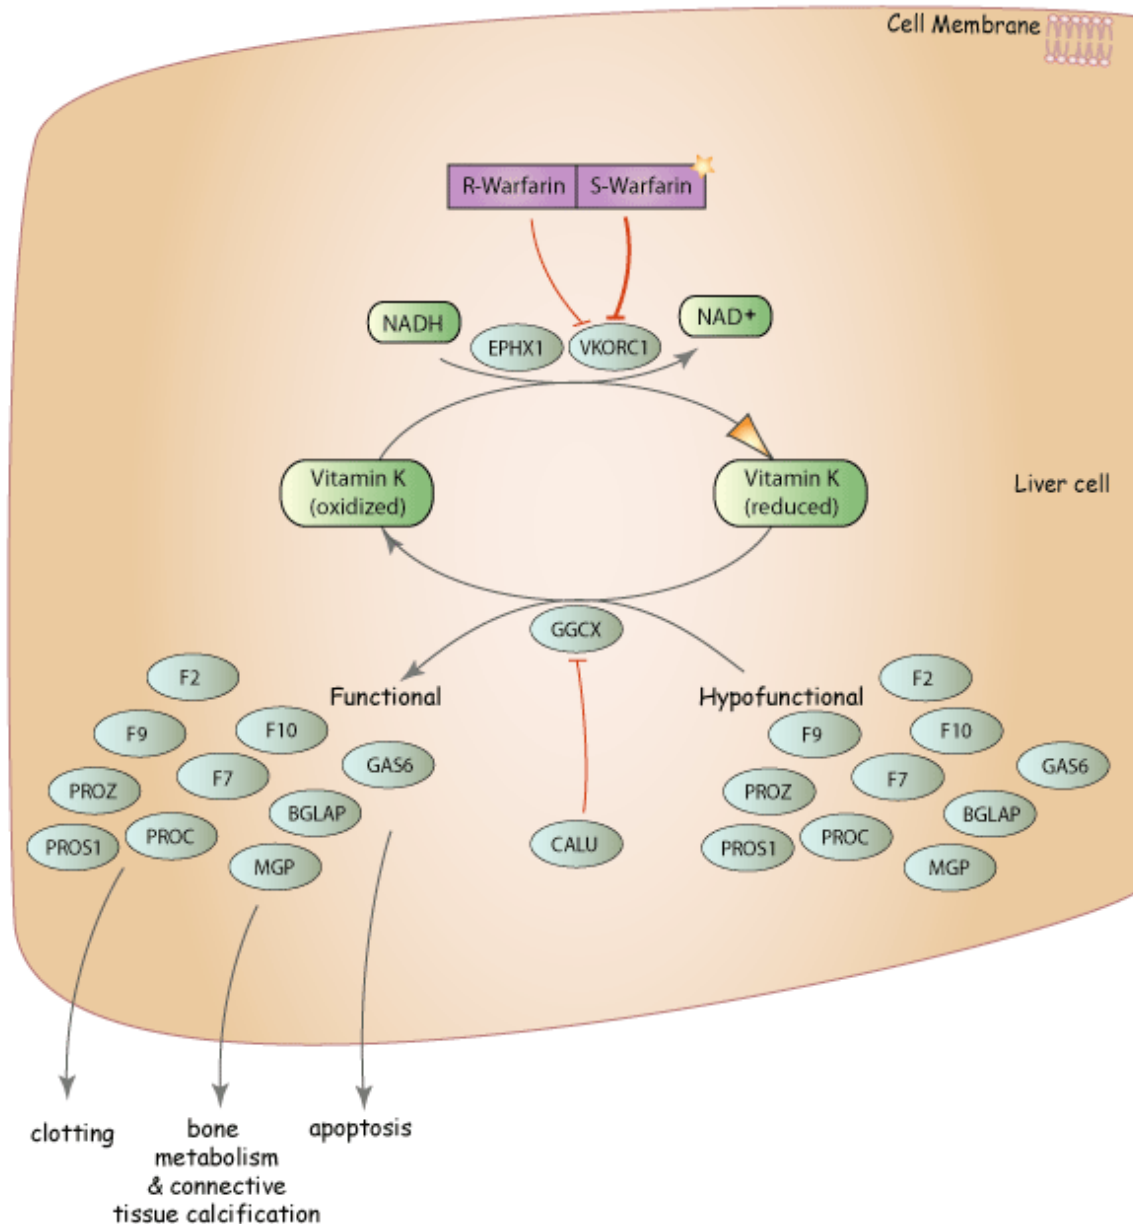 Cell Membrane
R-Warfarin S-Warfarin
NADH
NAD+
EPHX1
VKORC1
Vitamin K
(oxidized)
Vitamin K
(reduced)
Liver cell
GGCX
Functional
Hypofunctional
F2
F9
F10
F7
GAS6
PROZ
BGLAP
PROS1
PROC
MGP
CALU
F2
F9
F10
F7
GAS6
PROZ
BGLAP
PROS1
PROC
MGP
clotting
bone
metabolism
& connective
tissue calcification
apoptosis